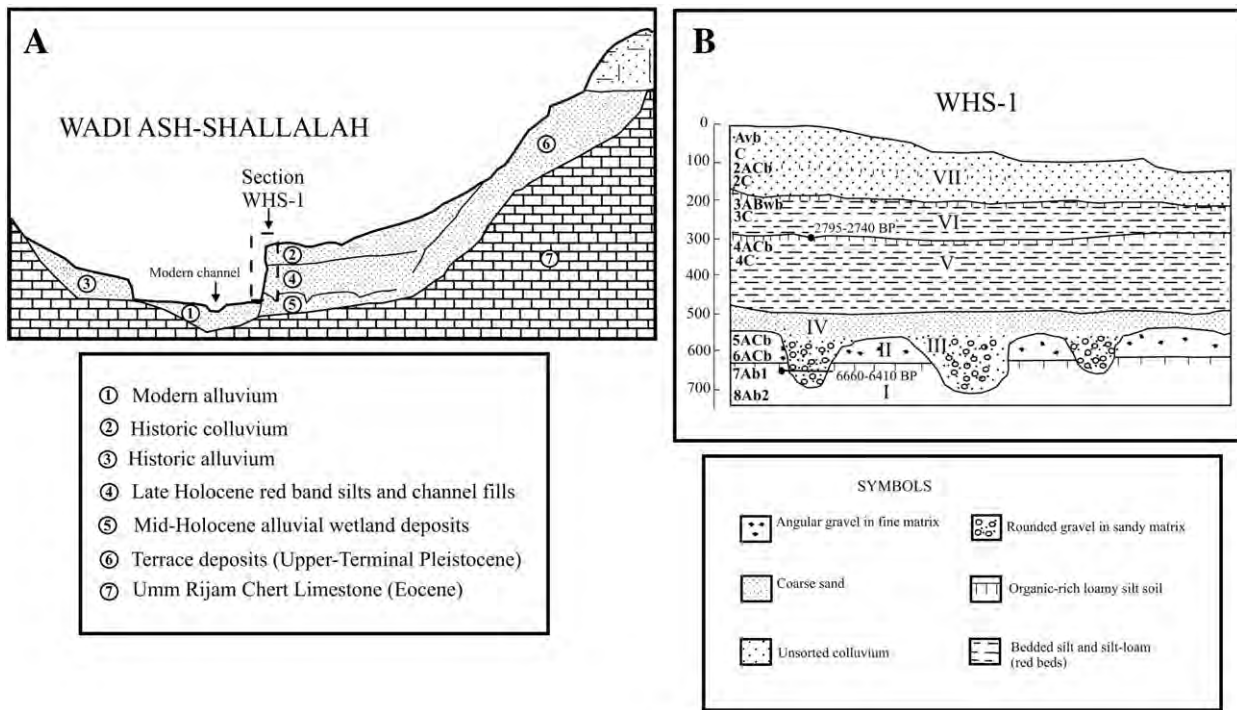 A
WADI ASH-SHALLALAH
Section
WHS-1
Modern channel
③
①
②
④
⑤
⑥
⑦
① Modern alluvium
② Historic colluvium
③ Historic alluvium
④ Late Holocene red band silts and channel fills
⑤ Mid-Holocene alluvial wetland deposits
⑥ Terrace deposits (Upper-Terminal Pleistocene)
⑦ Umm Rijam Chert Limestone (Eocene)
B
WHS-1
0
100
200
300
400
500
600
700
Avb
C
2ACb
2C
3ABwb
3C
4ACb
4C
5ACb
6ACb
7Ab1
8Ab2
VII
VI
2795-2740 BP
V
IV
II
III
6660-6410 BP
I
SYMBOLS
Angular gravel in fine matrix
Coarse sand
Unsorted colluvium
Rounded gravel in sandy matrix
Organic-rich loamy silt soil
Bedded silt and silt-loam
(red beds)